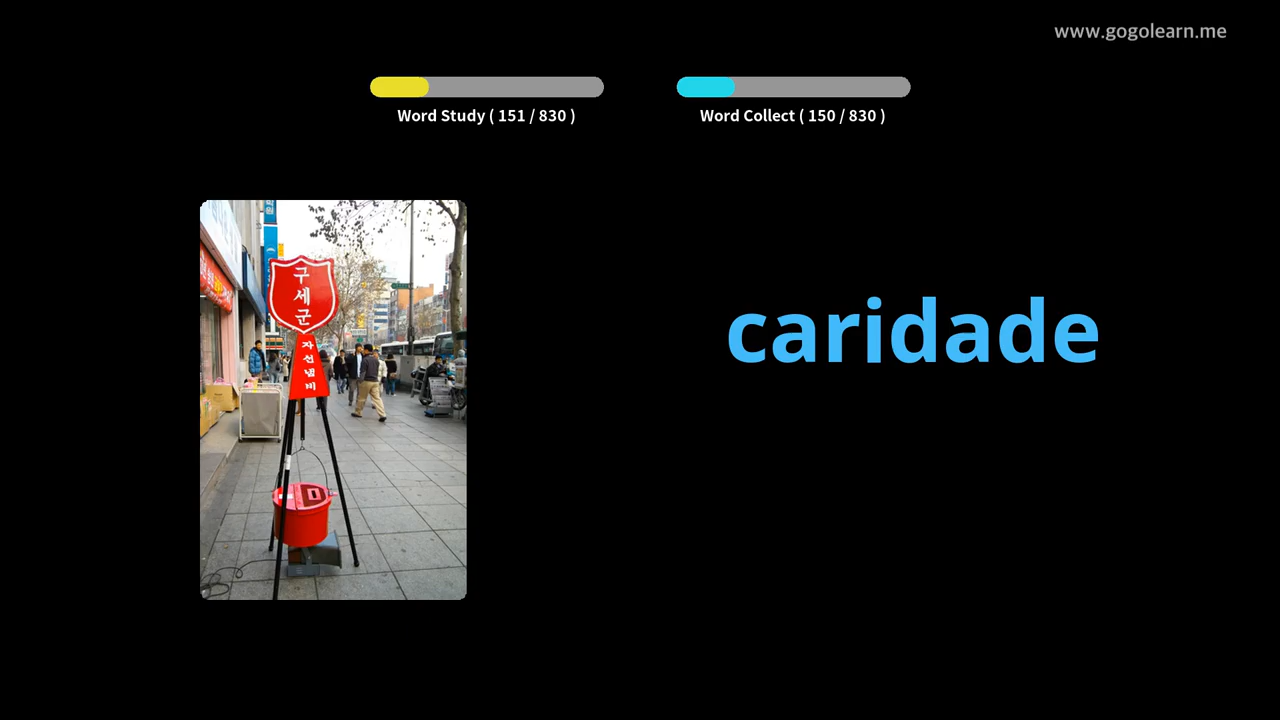 www.gogolearn.me
Word Study ( 151 / 830 )
Word Collect ( 150 / 830 )
구
세
군
자
선
냄
비
caridade